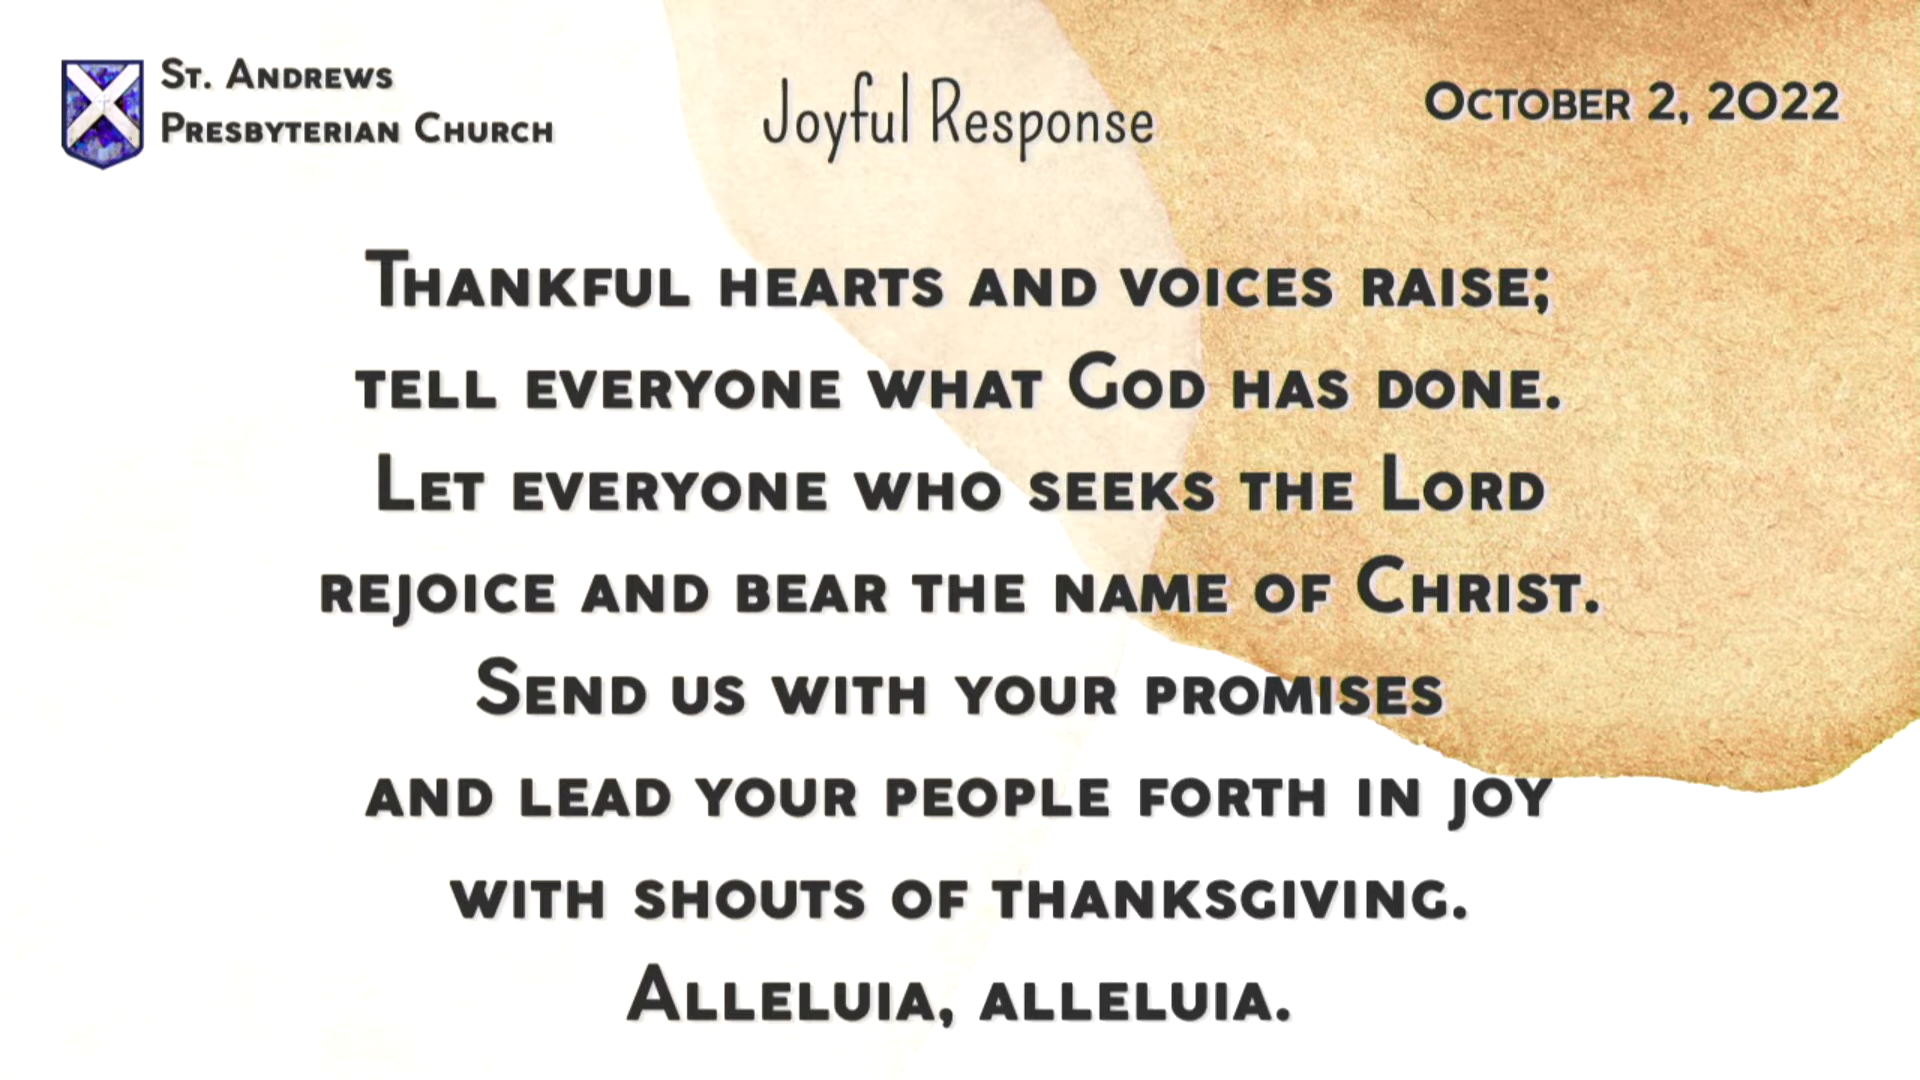 St. Andrews
Presbyterian Church
Joyful Response
October 2, 2022
Thankful hearts and voices raise;
tell everyone what God has done.
Let everyone who seeks the Lord
rejoice and bear the name of Christ.
Send us with your promises
and lead your people forth in joy
with shouts of thanksgiving.
Alleluia, alleluia.